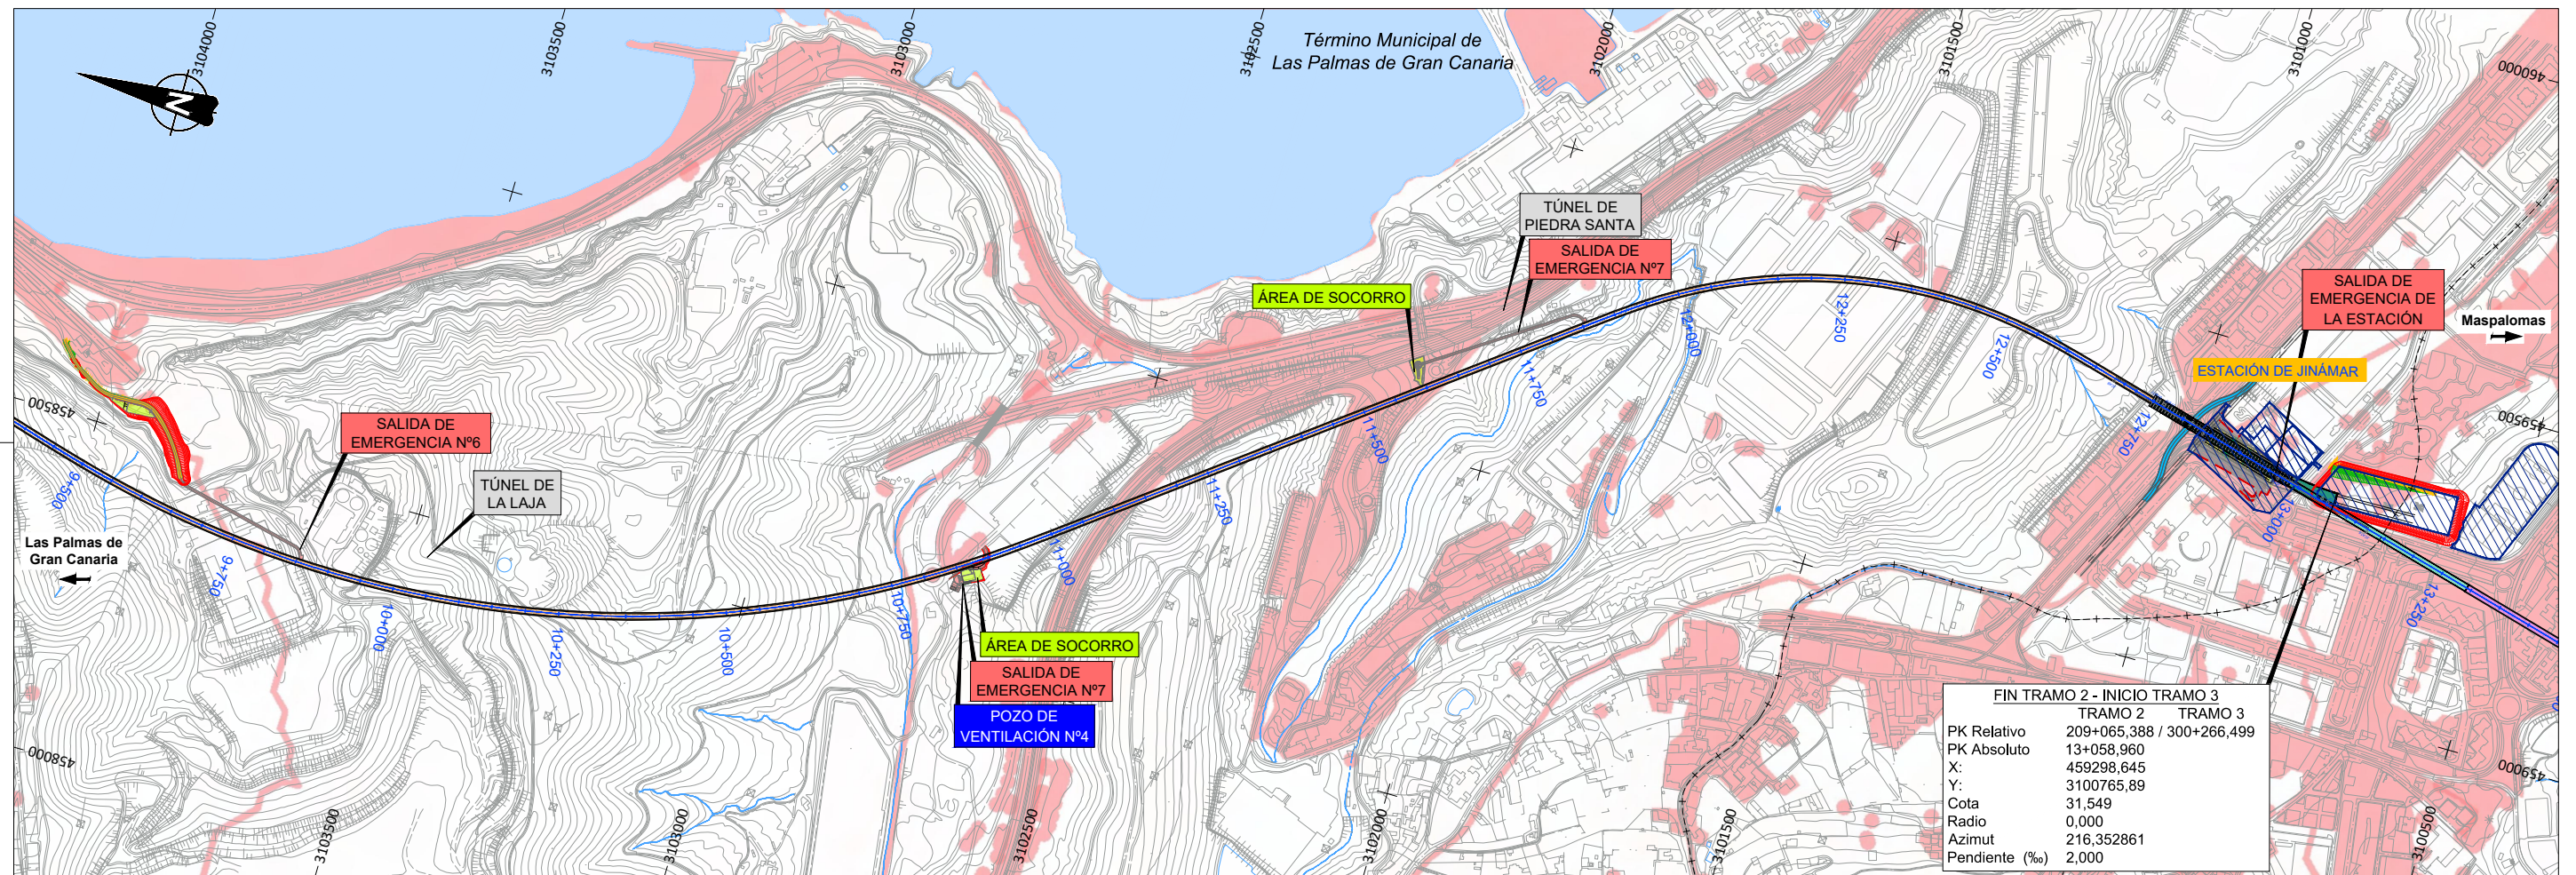 3104000
3103500
3103000
3102500
3102000
3101500
3101000
460000
Término Municipal de
Las Palmas de Gran Canaria
N
TÚNEL DE
PIEDRA SANTA
SALIDA DE
EMERGENCIA Nº7
ÁREA DE SOCORRO
SALIDA DE
EMERGENCIA DE
LA ESTACIÓN
Maspalomas
ESTACIÓN DE JINÁMAR
458500
459500
SALIDA DE
EMERGENCIA Nº6
TÚNEL DE
LA LAJA
Las Palmas de
Gran Canaria
9+500
9+750
10+000
10+250
10+500
10+750
11+000
11+250
11+500
11+750
12+000
12+250
12+500
12+750
13+000
13+250
ÁREA DE SOCORRO
SALIDA DE
EMERGENCIA Nº7
POZO DE
VENTILACIÓN Nº4
458000
459000
3103500
3103000
3102500
3102000
3101500
3100500
FIN TRAMO 2 - INICIO TRAMO 3
TRAMO 2 TRAMO 3
PK Relativo 209+065,388 / 300+266,499
PK Absoluto 13+058,960
X: 459298,645
Y: 3100765,89
Cota 31,549
Radio 0,000
Azimut 216,352861
Pendiente (‰) 2,000